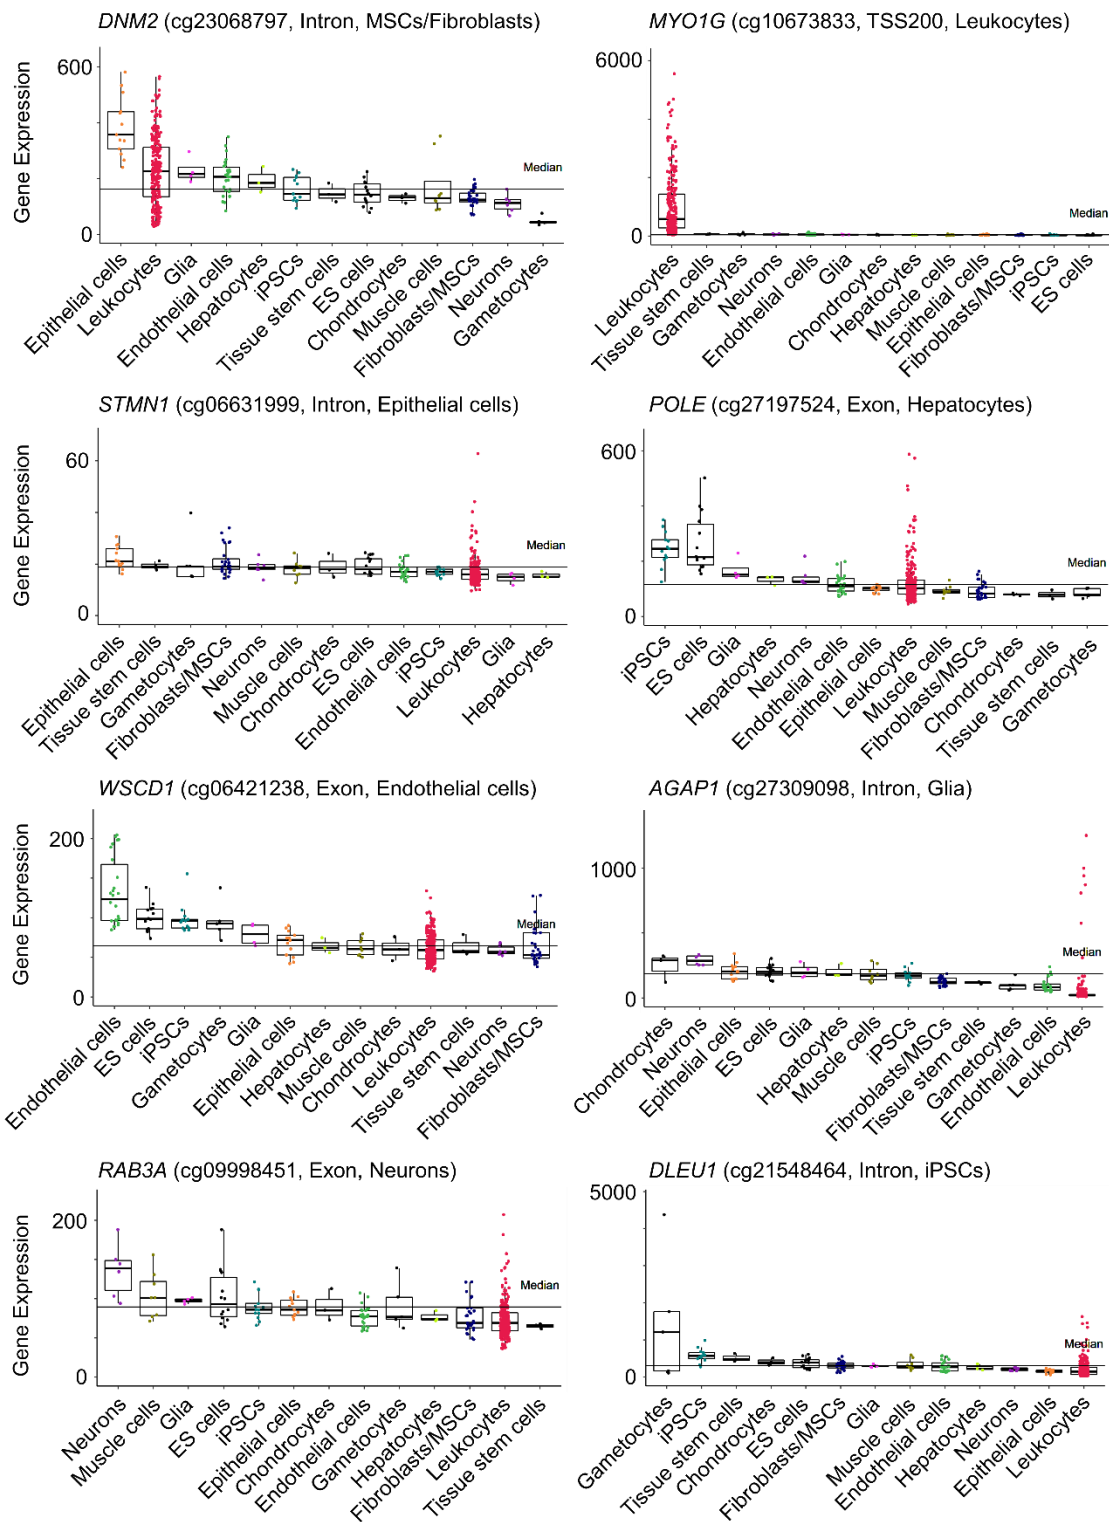 DNM2 (cg23068797, Intron, MSCs/Fibroblasts)
Gene Expression
600
0
Median
Epithelial cells
Leukocytes
Glia
Endothelial cells
Hepatocytes
iPSCs
Tissue stem cells
ES cells
Chondrocytes
Muscle cells
Fibroblasts/MSCs
Neurons
Gametocytes
MYO1G (cg10673833, TSS200, Leukocytes)
6000
0
Median
Leukocytes
Tissue stem cells
Gametocytes
Neurons
Endothelial cells
Glia
Chondrocytes
Hepatocytes
Muscle cells
Epithelial cells
Fibroblasts/MSCs
iPSCs
ES cells
STMN1 (cg06631999, Intron, Epithelial cells)
Gene Expression
60
0
Median
Epithelial cells
Tissue stem cells
Gametocytes
Fibroblasts/MSCs
Neurons
Muscle cells
Chondrocytes
ES cells
Endothelial cells
iPSCs
Leukocytes
Glia
Hepatocytes
POLE (cg27197524, Exon, Hepatocytes)
600
0
Median
iPSCs
ES cells
Glia
Hepatocytes
Neurons
Endothelial cells
Epithelial cells
Leukocytes
Muscle cells
Fibroblasts/MSCs
Chondrocytes
Tissue stem cells
Gametocytes
WSCD1 (cg06421238, Exon, Endothelial cells)
Gene Expression
200
0
Median
Endothelial cells
ES cells
iPSCs
Gametocytes
Glia
Epithelial cells
Hepatocytes
Muscle cells
Chondrocytes
Leukocytes
Tissue stem cells
Neurons
Fibroblasts/MSCs
AGAP1 (cg27309098, Intron, Glia)
1000
0
Median
Chondrocytes
Neurons
Epithelial cells
ES cells
Glia
Hepatocytes
Muscle cells
iPSCs
Fibroblasts/MSCs
Tissue stem cells
Gametocytes
Endothelial cells
Leukocytes
RAB3A (cg09998451, Exon, Neurons)
Gene Expression
200
0
Median
Neurons
Muscle cells
Glia
ES cells
iPSCs
Epithelial cells
Chondrocytes
Endothelial cells
Gametocytes
Hepatocytes
Fibroblasts/MSCs
Leukocytes
Tissue stem cells
DLEU1 (cg21548464, Intron, iPSCs)
5000
0
Median
Gametocytes
iPSCs
Tissue stem cells
Chondrocytes
ES cells
Fibroblasts/MSCs
Glia
Muscle cells
Endothelial cells
Hepatocytes
Neurons
Epithelial cells
Leukocytes